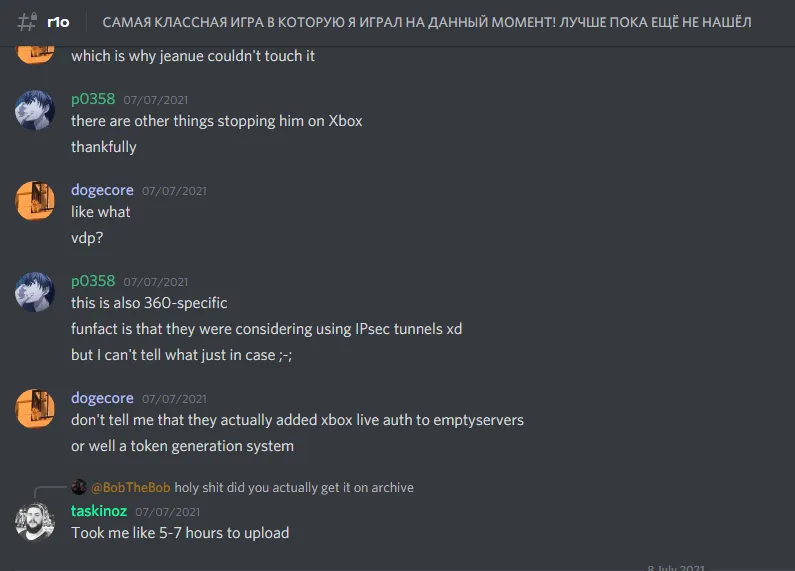 r1o САМАЯ КЛАССНАЯ ИГРА В КОТОРУЮ Я ИГРАЛ НА ДАННЫЙ МОМЕНТ! ЛУЧШЕ ПОКА ЕЩЁ НЕ НАШЁЛ
which is why jeanue couldn't touch it
p0358 07/07/2021
there are other things stopping him on Xbox
thankfully
dogecore 07/07/2021
like what
vdp?
p0358 07/07/2021
this is also 360-specific
funfact is that they were considering using IPsec tunnels xd
but I can't tell what just in case ;-;
dogecore 07/07/2021
don't tell me that they actually added xbox live auth to emptyservers
or well a token generation system
@BobTheBob holy shit did you actually get it on archive
taskinoz 07/07/2021
Took me like 5-7 hours to upload
8 July 2021